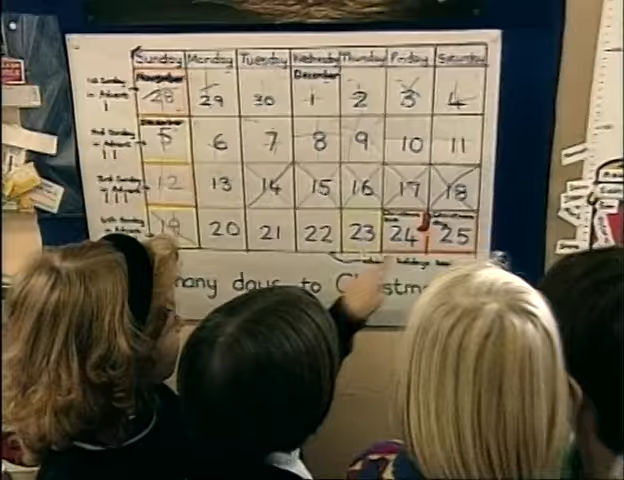 Sunday Monday Tuesday Wednesday Thursday Friday Saturday
November December
1st Sunday in Advent I 28 29 30 1 2 3 4
December
2nd Sunday in Advent II 5 6 7 8 9 10 11
3rd Sunday in Advent III 12 13 14 15 16 17 18
4th Sunday in Advent 19 20 21 22 23 24 25
many days to Christm